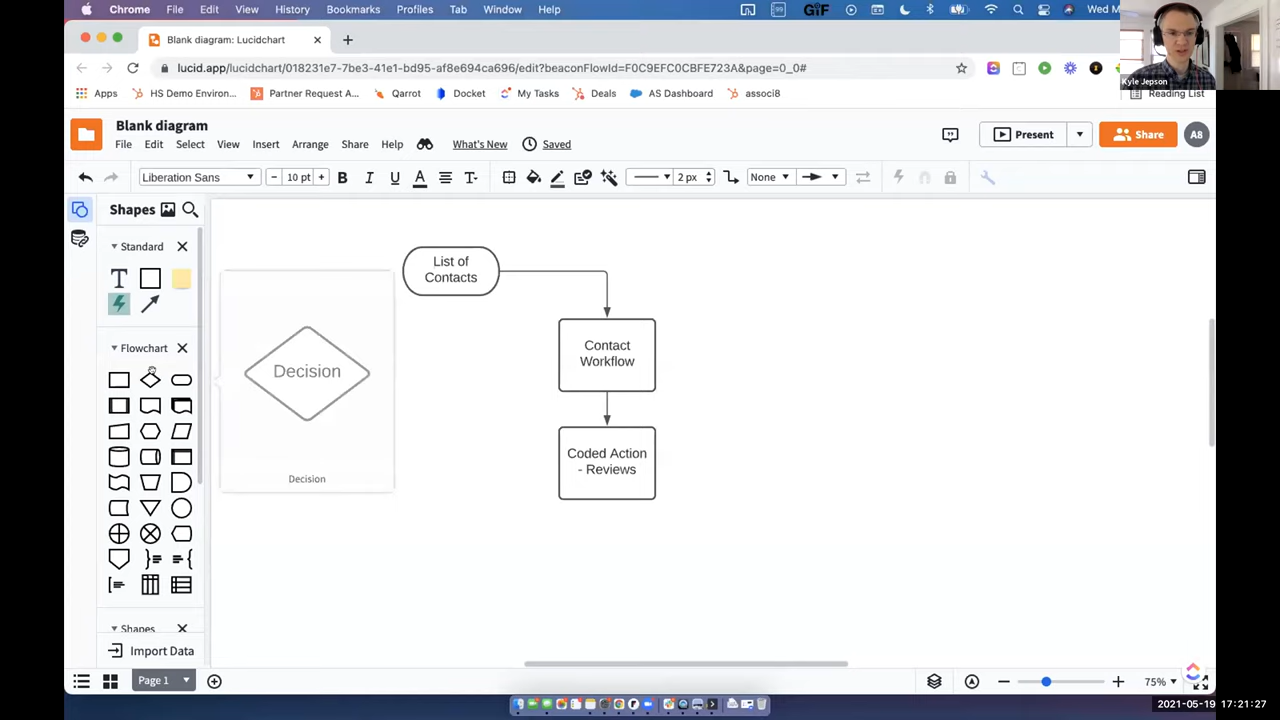 Chrome File Edit View History Bookmarks Profiles Tab Window Help
99 GIF Wed M
Blank diagram: Lucidchart
lucid.app/lucidchart/018231e7-7be3-41e1-bd95-af8e694ca696/edit?beaconFlowId=F0C9EFC0CBFE723A&page=0_0#
Kyle Jepson
Apps HS Demo Environ... Partner Request A... Qarrot Docket My Tasks Deals AS Dashboard associ8 Reading List
Blank diagram
File Edit Select View Insert Arrange Share Help What's New Saved
Present Share A8
Liberation Sans 10 pt B I U A T 2 px None
Shapes
Standard
T
Flowchart
Shapes
Import Data
Decision
Decision
List of
Contacts
Contact
Workflow
Coded Action
- Reviews
Page 1 75%
2021-05-19 17:21:27